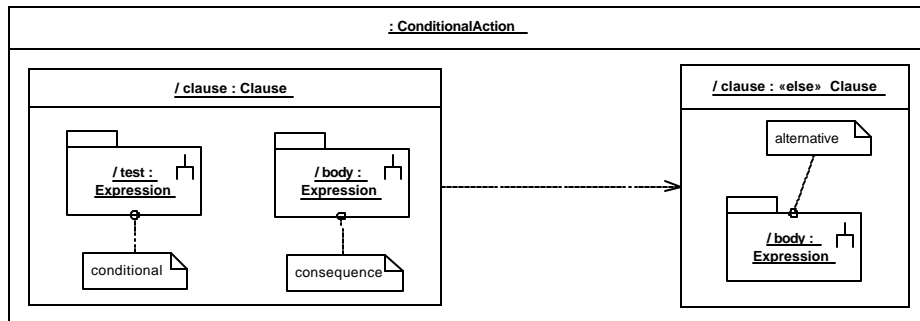 : ConditionalAction
/ clause : Clause
/ clause : «else» Clause
/ test :
Expression
/ body :
Expression
alternative
/ body :
Expression
conditional
consequence